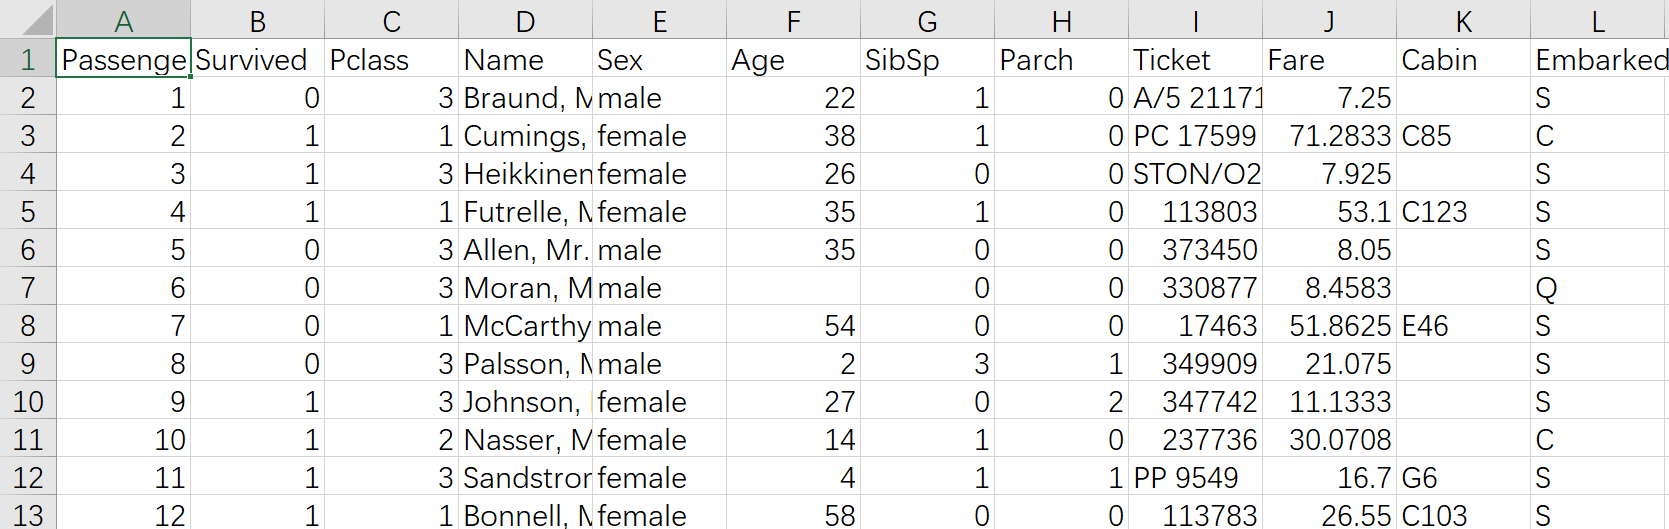 A B C D E F G H I J K L
1 Passenge Survived Pclass Name Sex Age SibSp Parch Ticket Fare Cabin Embarked
2 1 0 3 Braund, M male 22 1 0 A/5 21171 7.25 S
3 2 1 1 Cumings, female 38 1 0 PC 17599 71.2833 C85 C
4 3 1 3 Heikkinen female 26 0 0 STON/O2 7.925 S
5 4 1 1 Futrelle, M female 35 1 0 113803 53.1 C123 S
6 5 0 3 Allen, Mr. male 35 0 0 373450 8.05 S
7 6 0 3 Moran, M male 0 0 330877 8.4583 Q
8 7 0 1 McCarthy male 54 0 0 17463 51.8625 E46 S
9 8 0 3 Palsson, M male 2 3 1 349909 21.075 S
10 9 1 3 Johnson, female 27 0 2 347742 11.1333 S
11 10 1 2 Nasser, M female 14 1 0 237736 30.0708 C
12 11 1 3 Sandstror female 4 1 1 PP 9549 16.7 G6 S
13 12 1 1 Bonnell, M female 58 0 0 113783 26.55 C103 S